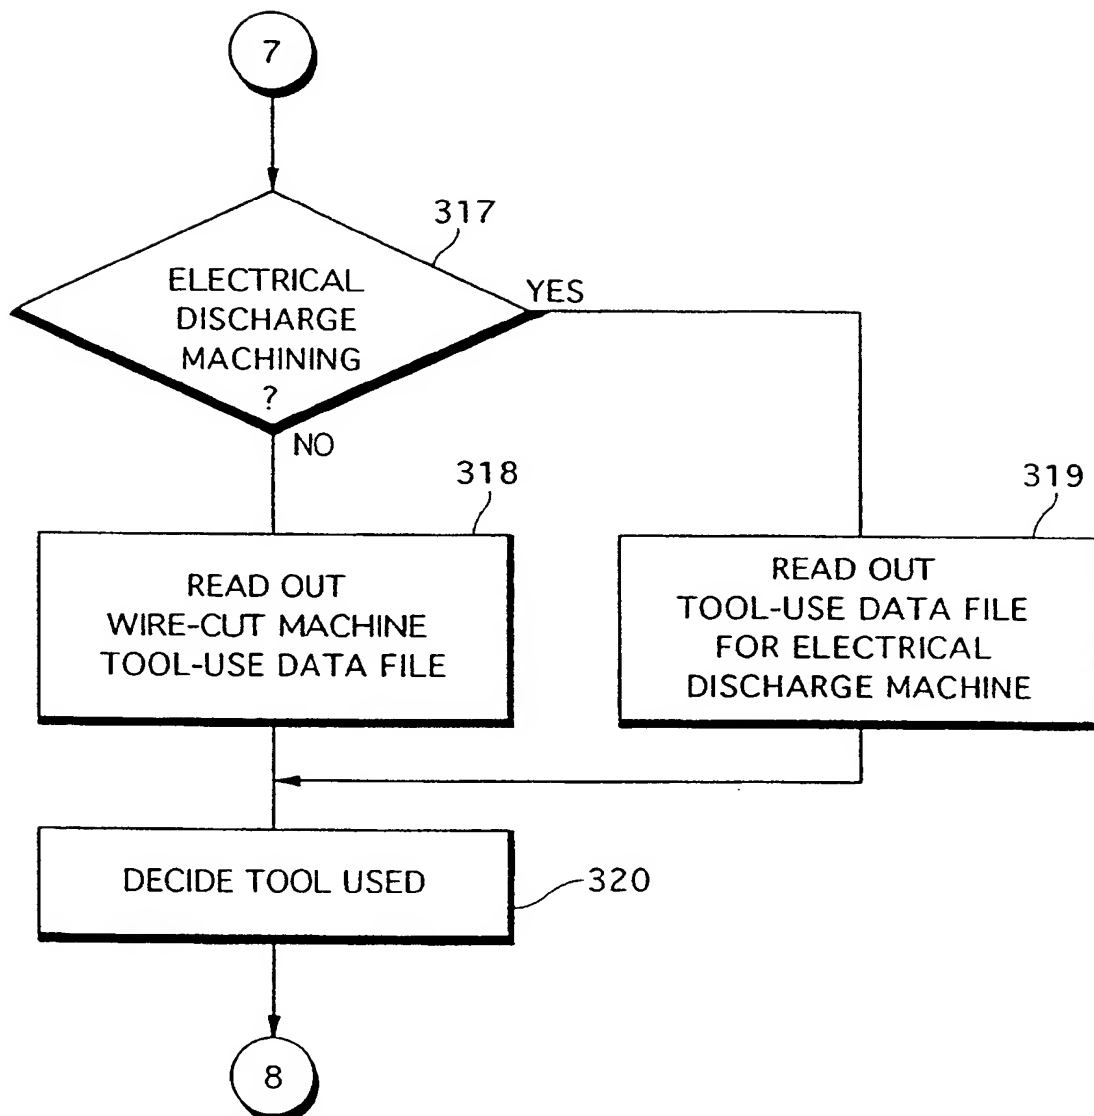 7
317
ELECTRICAL
DISCHARGE
MACHINING
?
YES
NO
318
READ OUT
WIRE-CUT MACHINE
TOOL-USE DATA FILE
319
READ OUT
TOOL-USE DATA FILE
FOR ELECTRICAL
DISCHARGE MACHINE
DECIDE TOOL USED
320
8